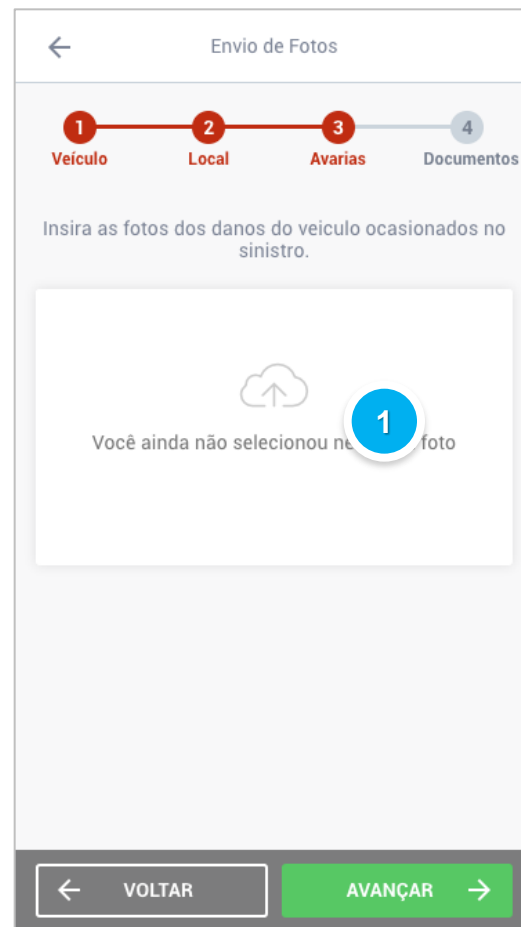 Envio de Fotos
1 2 3 4
Veículo Local Avarias Documentos
Insira as fotos dos danos do veiculo ocasionados no
sinistro.
1
Você ainda não selecionou foto
VOLTAR AVANÇAR